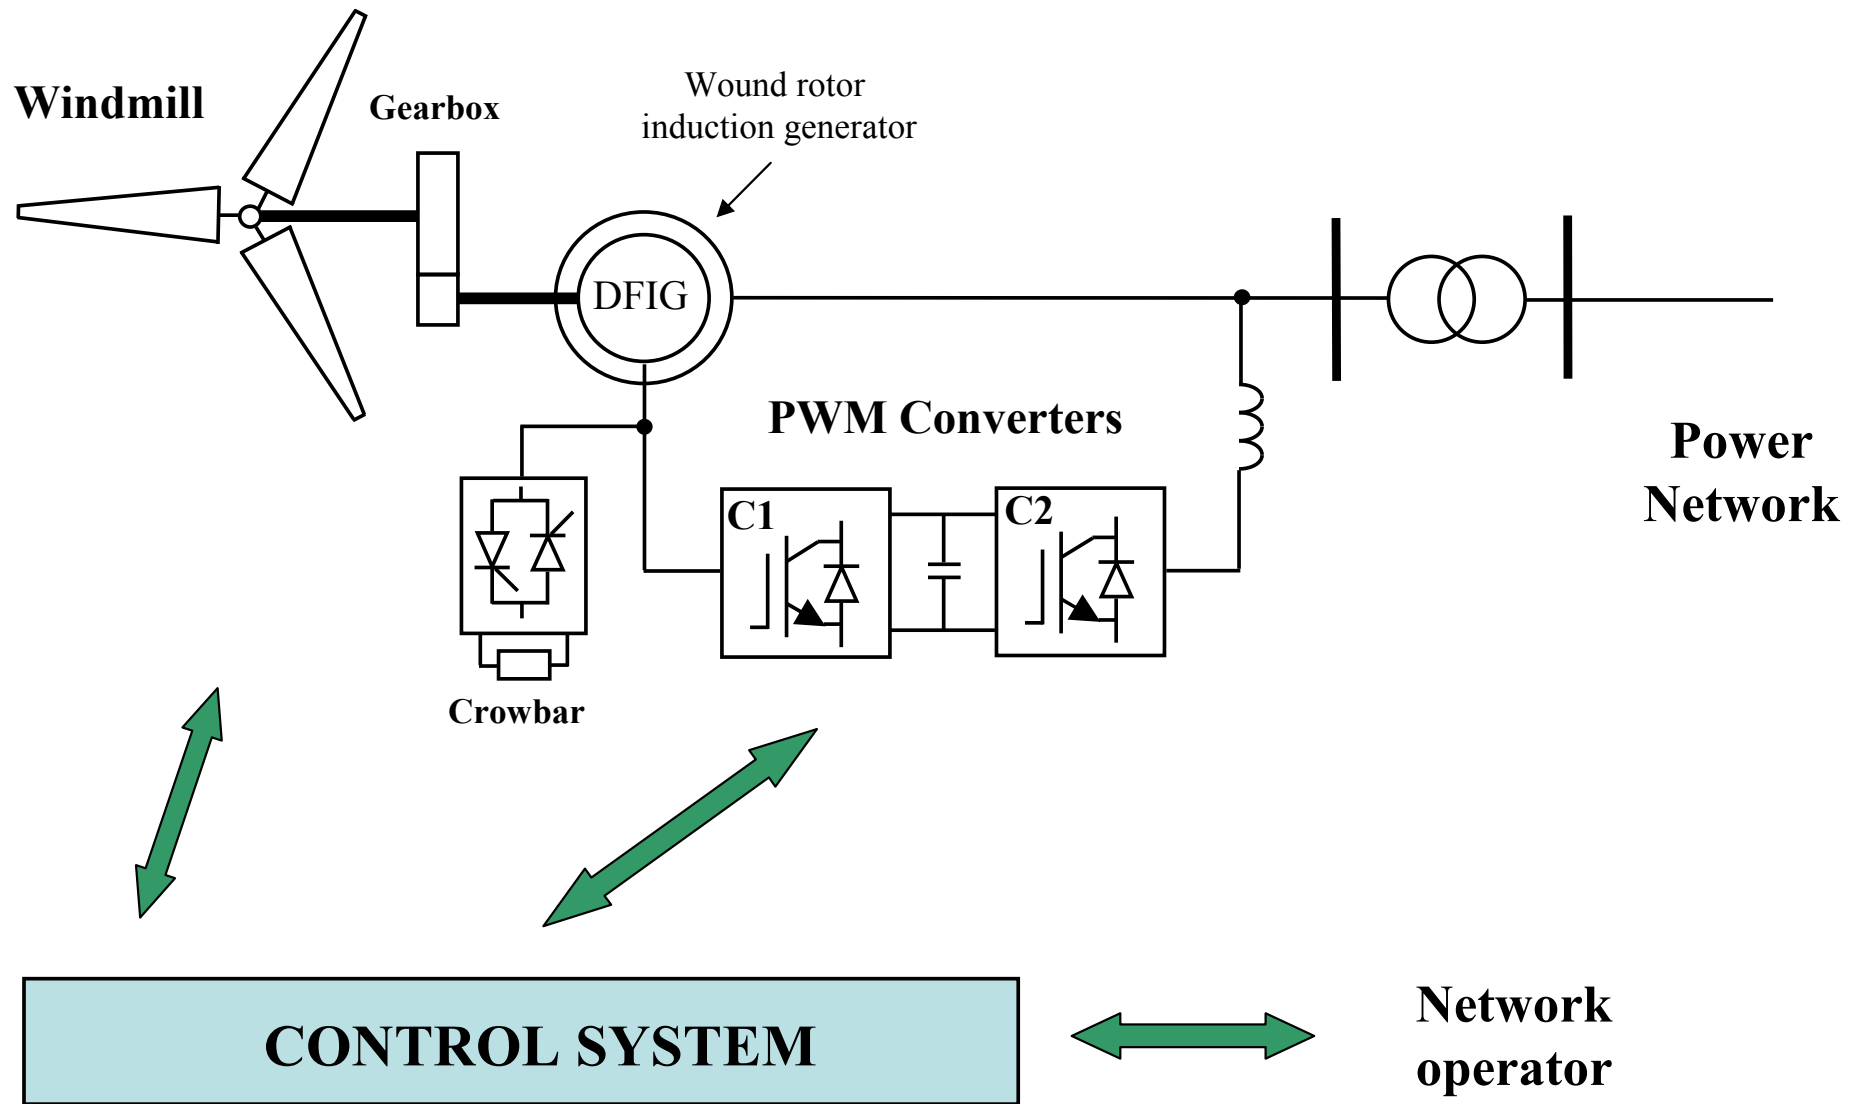 Windmill
Gearbox
Wound rotor
induction generator
DFIG
PWM Converters
C1
C2
Power
Network
Crowbar
CONTROL SYSTEM
Network
operator